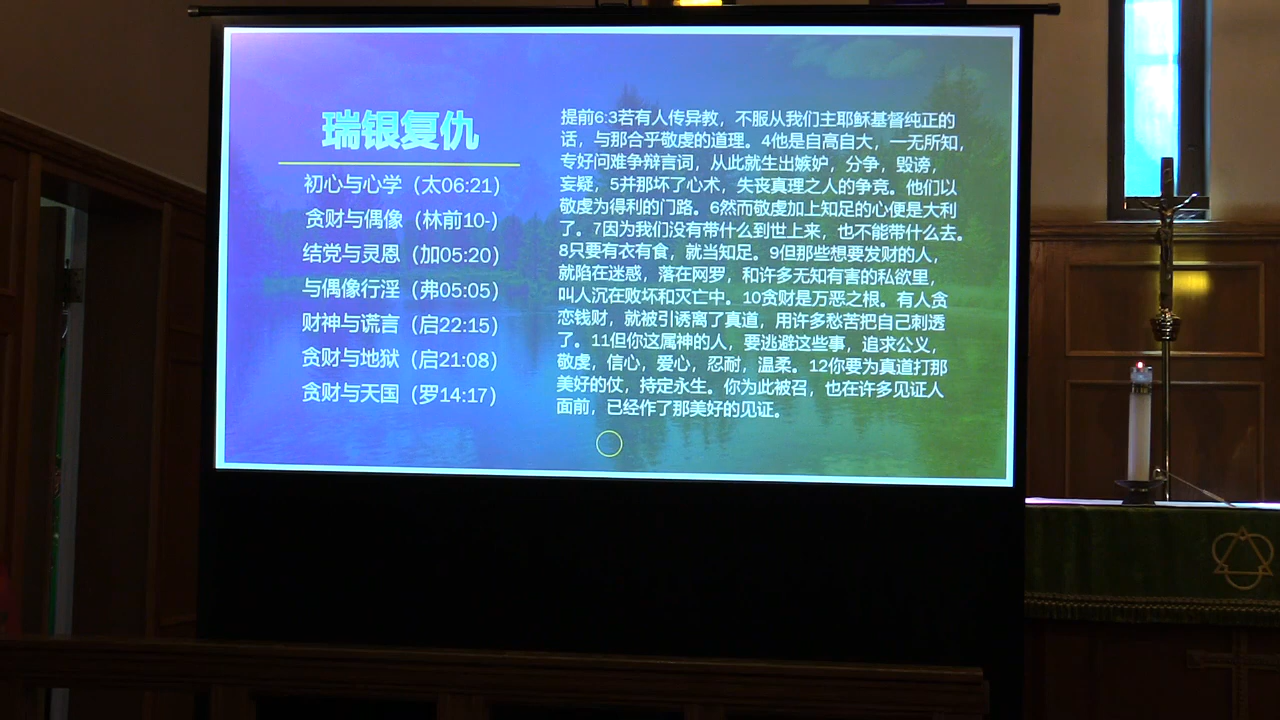 瑞银复仇
初心与心学（太06:21）
贪财与偶像（林前10-）
结党与灵恩（加05:20）
与偶像行淫（弗05:05）
财神与谎言（启22:15）
贪财与地狱（启21:08）
贪财与天国（罗14:17）
提前6:3若有人传异教，不服从我们主耶稣基督纯正的
话，与那合乎敬虔的道理。4他是自高自大，一无所知，
专好问难争辩言词，从此就生出嫉妒，分争，毁谤，
妄疑，5并那坏了心术，失丧真理之人的争竞。他们以
敬虔为得利的门路。6然而敬虔加上知足的心便是大利
了。7因为我们没有带什么到世上来，也不能带什么去。
8只要有衣有食，就当知足。9但那些想要发财的人，
就陷在迷惑，落在网罗，和许多无知有害的私欲里，
叫人沉在败坏和灭亡中。10贪财是万恶之根。有人贪
恋钱财，就被引诱离了真道，用许多愁苦把自己刺透
了。11但你这属神的人，要逃避这些事，追求公义，
敬虔，信心，爱心，忍耐，温柔。12你要为真道打那
美好的仗，持定永生。你为此被召，也在许多见证人
面前，已经作了那美好的见证。